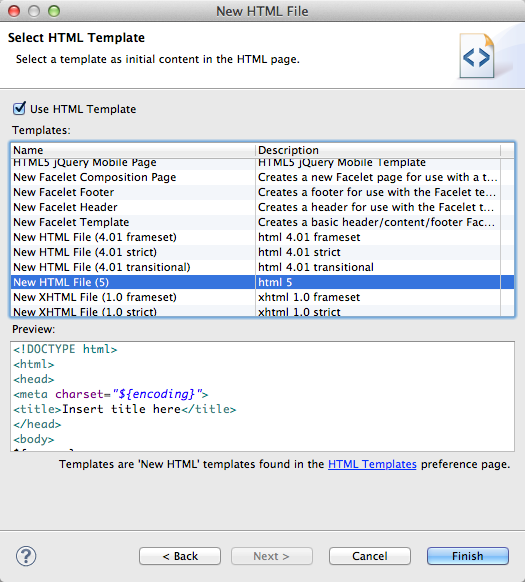 New HTML File
Select HTML Template
Select a template as initial content in the HTML page.
Use HTML Template
Templates:
Name Description
HTML5 jQuery Mobile Page HTML5 jQuery Mobile Template
New Facelet Composition Page Creates a new Facelet page for use with a t...
New Facelet Footer Creates a footer for use with the Facelet te...
New Facelet Header Creates a header for use with the Facelet t...
New Facelet Template Creates a basic header/content/footer Fac...
New HTML File (4.01 frameset) html 4.01 frameset
New HTML File (4.01 strict) html 4.01 strict
New HTML File (4.01 transitional) html 4.01 transitional
New HTML File (5) html 5
New XHTML File (1.0 frameset) xhtml 1.0 frameset
New XHTML File (1.0 strict) xhtml 1.0 strict
Preview:
<!DOCTYPE html>
<html>
<head>
<meta charset="${encoding}">
<title>Insert title here</title>
</head>
<body>
Templates are 'New HTML' templates found in the HTML Templates preference page.
? < Back Next > Cancel Finish